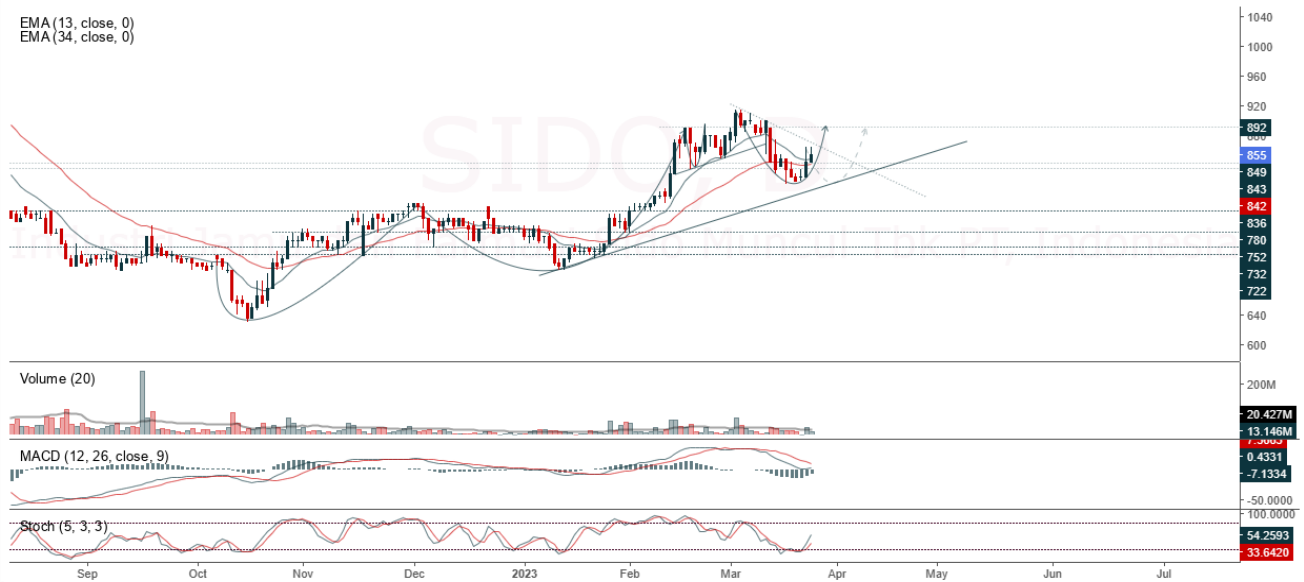 EMA (13, close, 0)
EMA (34, close, 0)
SIDO, D
1040
1000
960
920
892
855
849
843
842
836
780
752
732
722
640
600
Volume (20)
200M
20.427M
13.146M
MACD (12, 26, close, 9)
0.4331
-7.1334
-50.0000
Stoch (5, 3, 3)
100.0000
54.2593
33.6420
Sep Oct Nov Dec 2023 Feb Mar Apr May Jun Jul